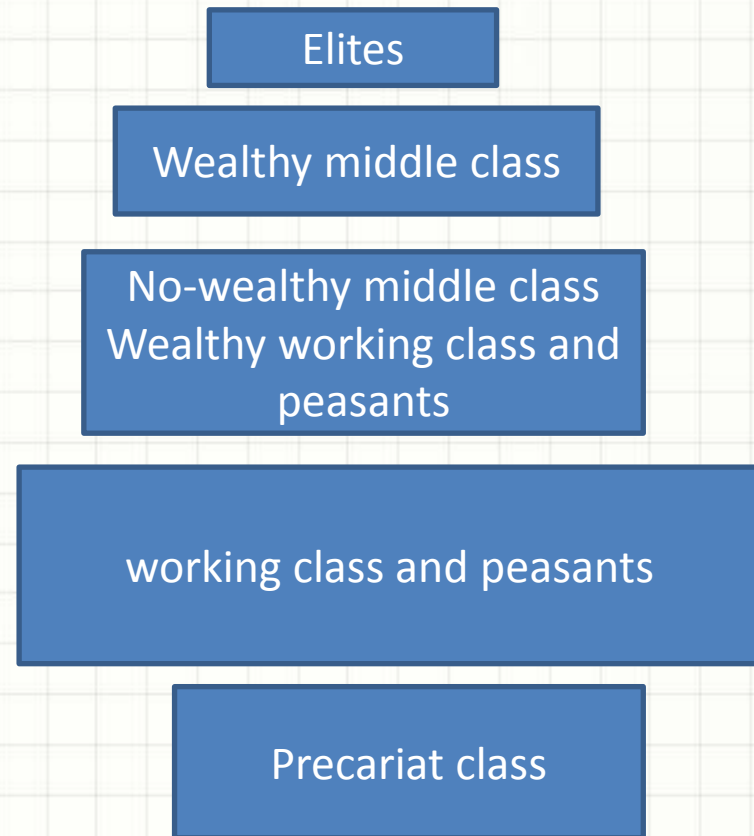 Elites
Wealthy middle class
No-wealthy middle class
Wealthy working class and
peasants
working class and peasants
Precariat class